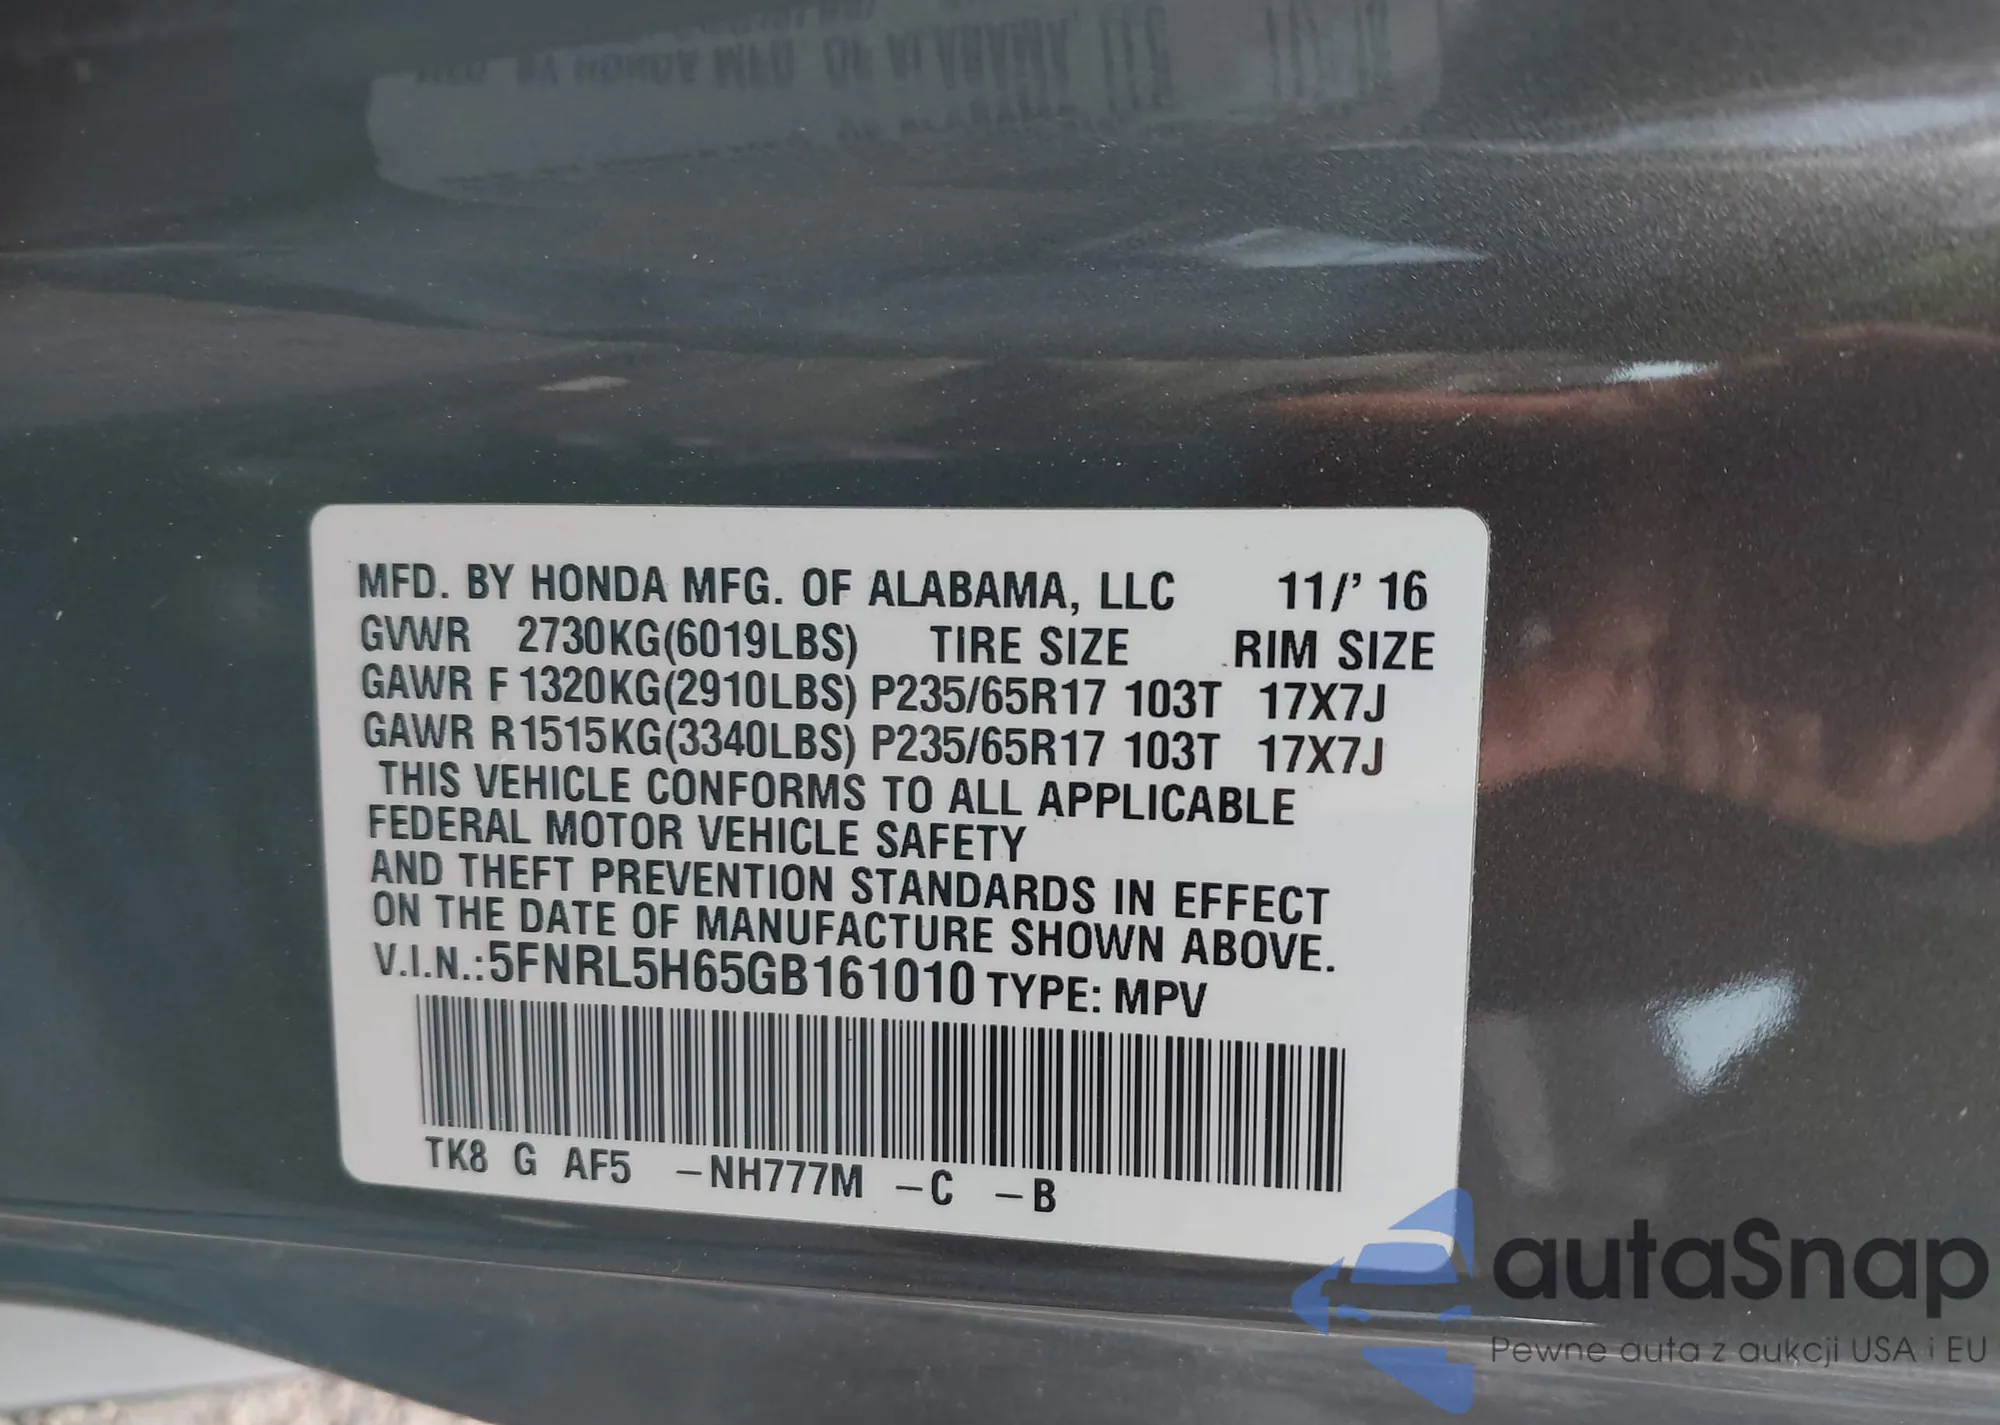 MFD. BY HONDA MFG. OF ALABAMA, LLC 11/' 16
GVWR 2730KG(6019LBS) TIRE SIZE RIM SIZE
GAWR F 1320KG(2910LBS) P235/65R17 103T 17X7J
GAWR R1515KG(3340LBS) P235/65R17 103T 17X7J
THIS VEHICLE CONFORMS TO ALL APPLICABLE
FEDERAL MOTOR VEHICLE SAFETY
AND THEFT PREVENTION STANDARDS IN EFFECT
ON THE DATE OF MANUFACTURE SHOWN ABOVE.
V.I.N.:5FNRL5H65GB161010 TYPE: MPV
TK8 G AF5 -NH777M -C -B
autaSnap
Pewne auta z aukcji USA i EU